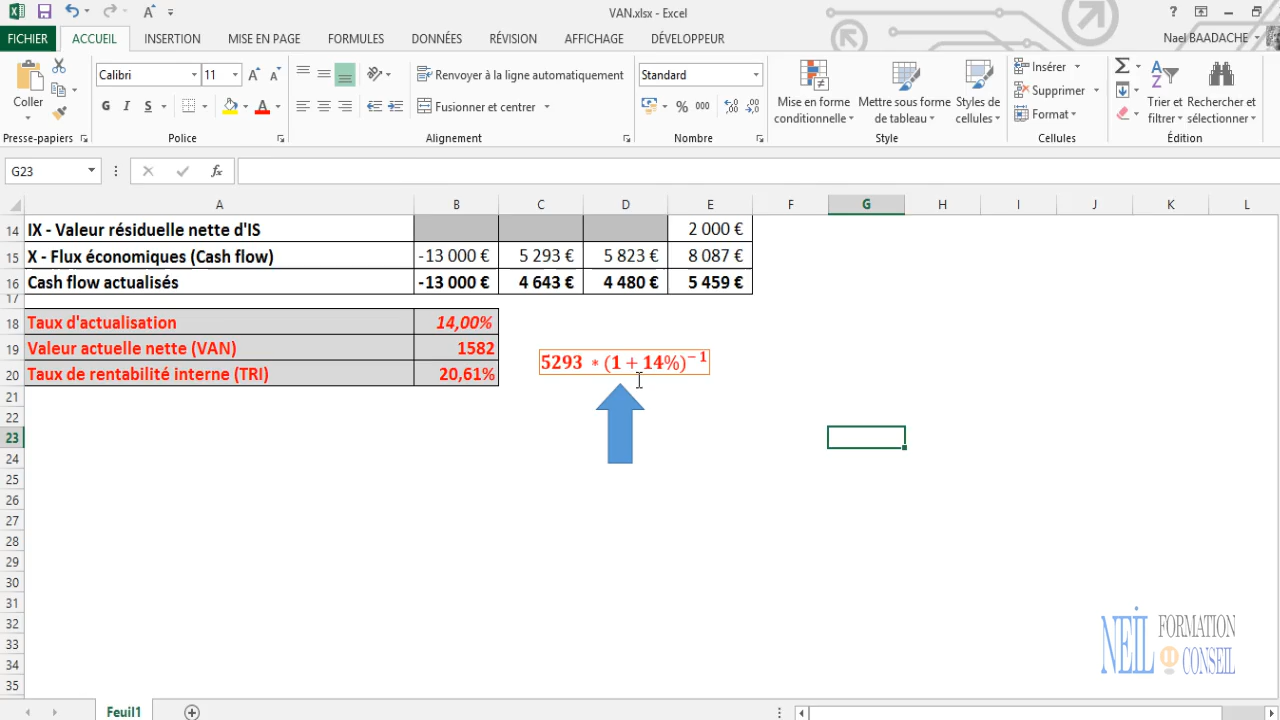 VAN.xlsx - Excel
FICHIER ACCUEIL INSERTION MISE EN PAGE FORMULES DONNÉES RÉVISION AFFICHAGE DÉVELOPPEUR Nael BAADACHE
Coller
Calibri 11
Renvoyer à la ligne automatiquement
Standard
Mise en forme conditionnelle
Mettre sous forme de tableau
Styles de cellules
Insérer
Supprimer
Format
Trier et filtrer
Rechercher et sélectionner
G I S A
Fusionner et centrer
% 000
Presse-papiers Police Alignement Nombre Style Cellules Édition
G23 fx
A B C D E F G H I J K L
14 IX - Valeur résiduelle nette d'IS 2 000 €
15 X - Flux économiques (Cash flow) -13 000 € 5 293 € 5 823 € 8 087 €
16 Cash flow actualisés -13 000 € 4 643 € 4 480 € 5 459 €
17
18 Taux d'actualisation 14,00%
19 Valeur actuelle nette (VAN) 1582
5293 * (1 + 14%)⁻¹
20 Taux de rentabilité interne (TRI) 20,61%
21
22
23
24
25
26
27
28
29
30
31
32
33
34
35
NEIL FORMATION CONSEIL
Feuil1